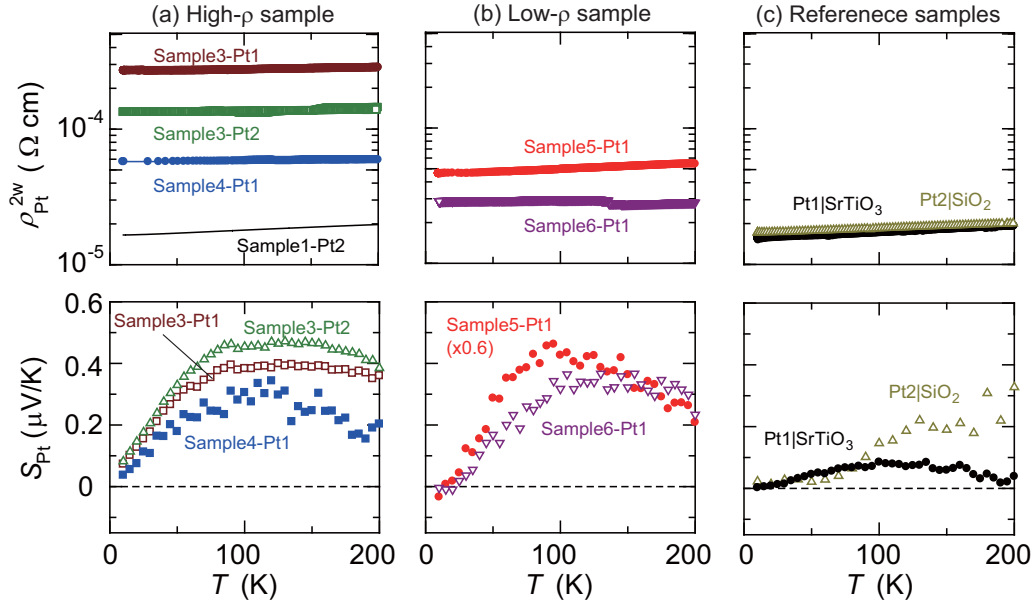 (a) High-ρ sample
(b) Low-ρ sample
(c) Referenece samples
ρ_Pt^2w ( Ω cm)
10⁻⁴
10⁻⁵
Sample3-Pt1
Sample3-Pt2
Sample4-Pt1
Sample1-Pt2
Sample5-Pt1
Sample6-Pt1
Pt1|SrTiO₃
Pt2|SiO₂
S_Pt (μV/K)
0.6
0.4
0.2
0
Sample3-Pt1
Sample3-Pt2
Sample4-Pt1
Sample5-Pt1
(x0.6)
Sample6-Pt1
Pt2|SiO₂
Pt1|SrTiO₃
0 100 200
0 100 200
0 100 200
T (K)
T (K)
T (K)